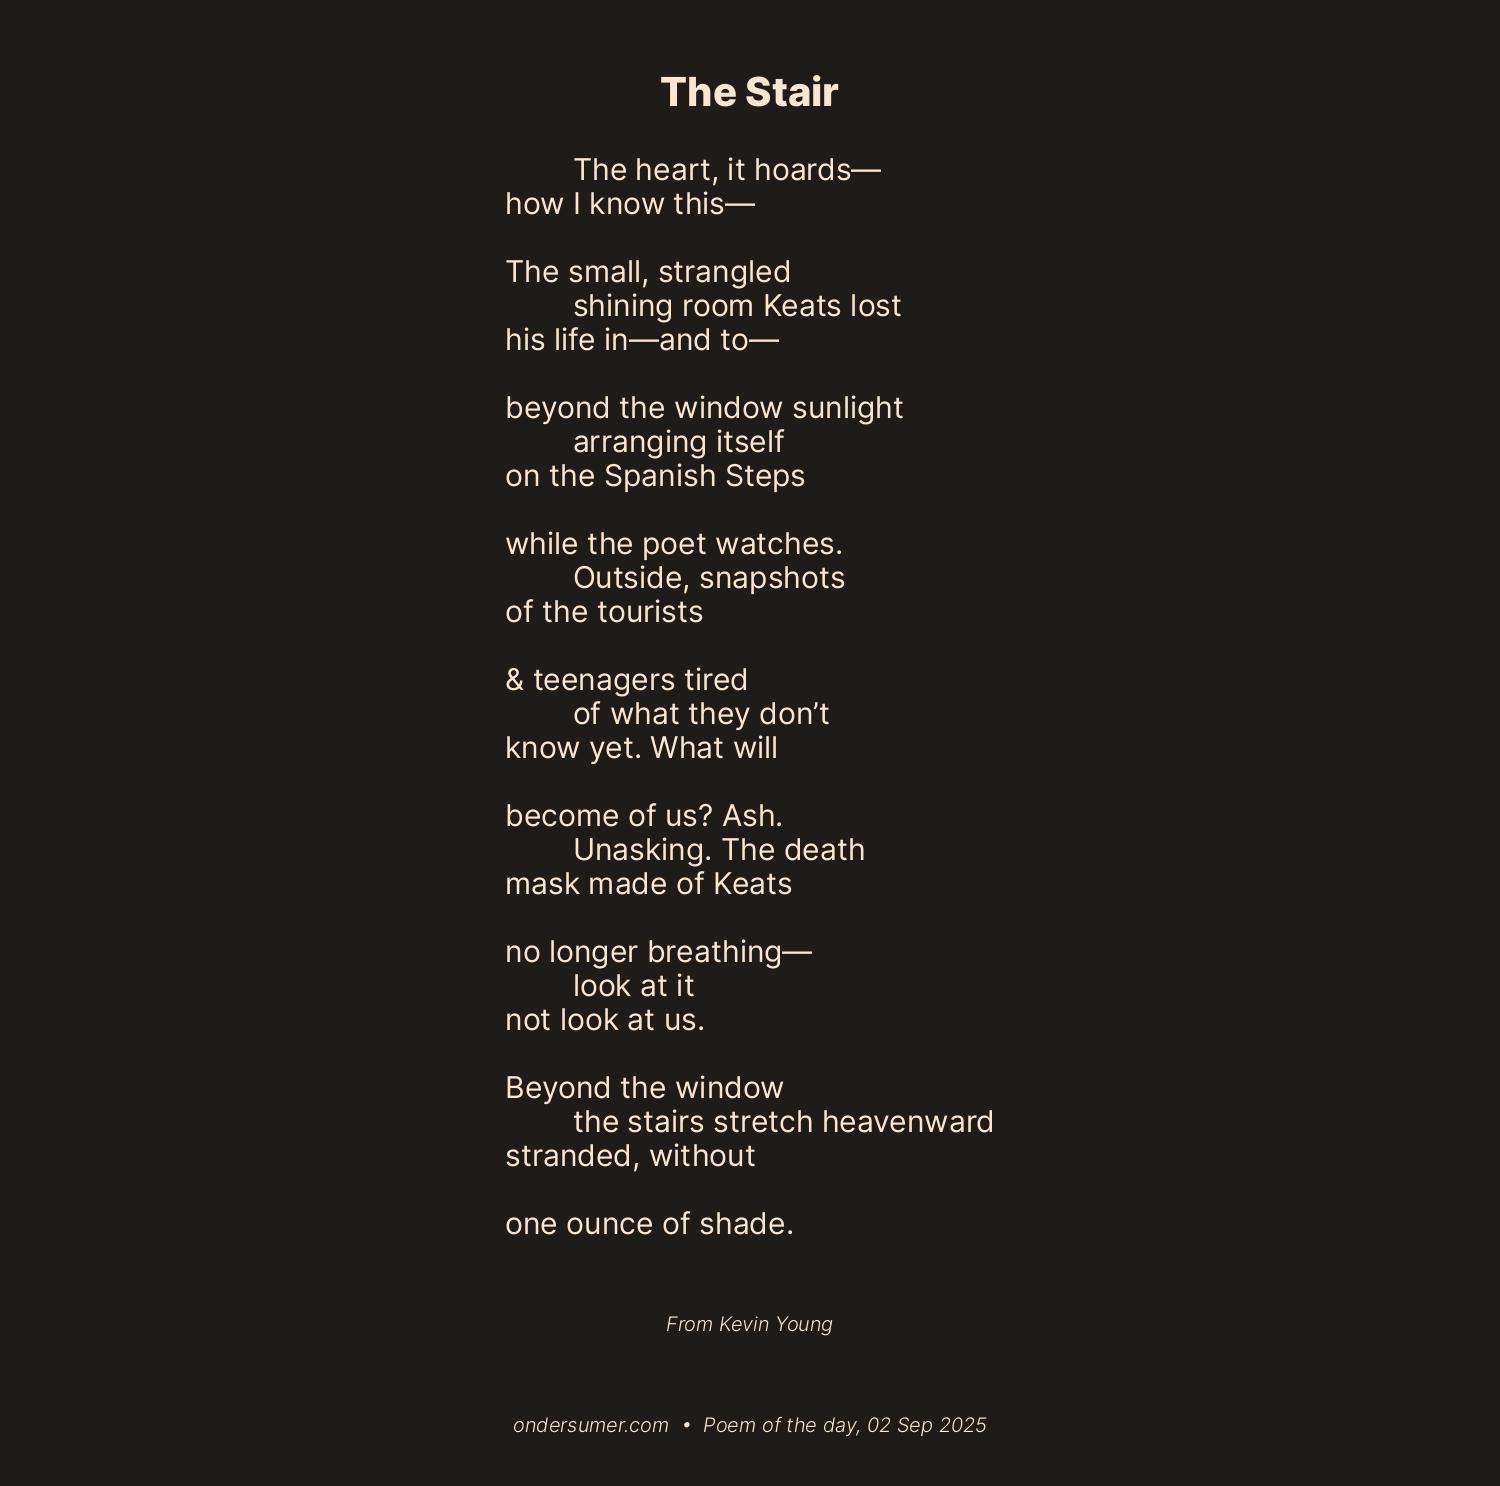 The Stair
The heart, it hoards—
how I know this—
The small, strangled
shining room Keats lost
his life in—and to—
beyond the window sunlight
arranging itself
on the Spanish Steps
while the poet watches.
Outside, snapshots
of the tourists
& teenagers tired
of what they don’t
know yet. What will
become of us? Ash.
Unasking. The death
mask made of Keats
no longer breathing—
look at it
not look at us.
Beyond the window
the stairs stretch heavenward
stranded, without
one ounce of shade.
From Kevin Young
ondersumer.com • Poem of the day, 02 Sep 2025